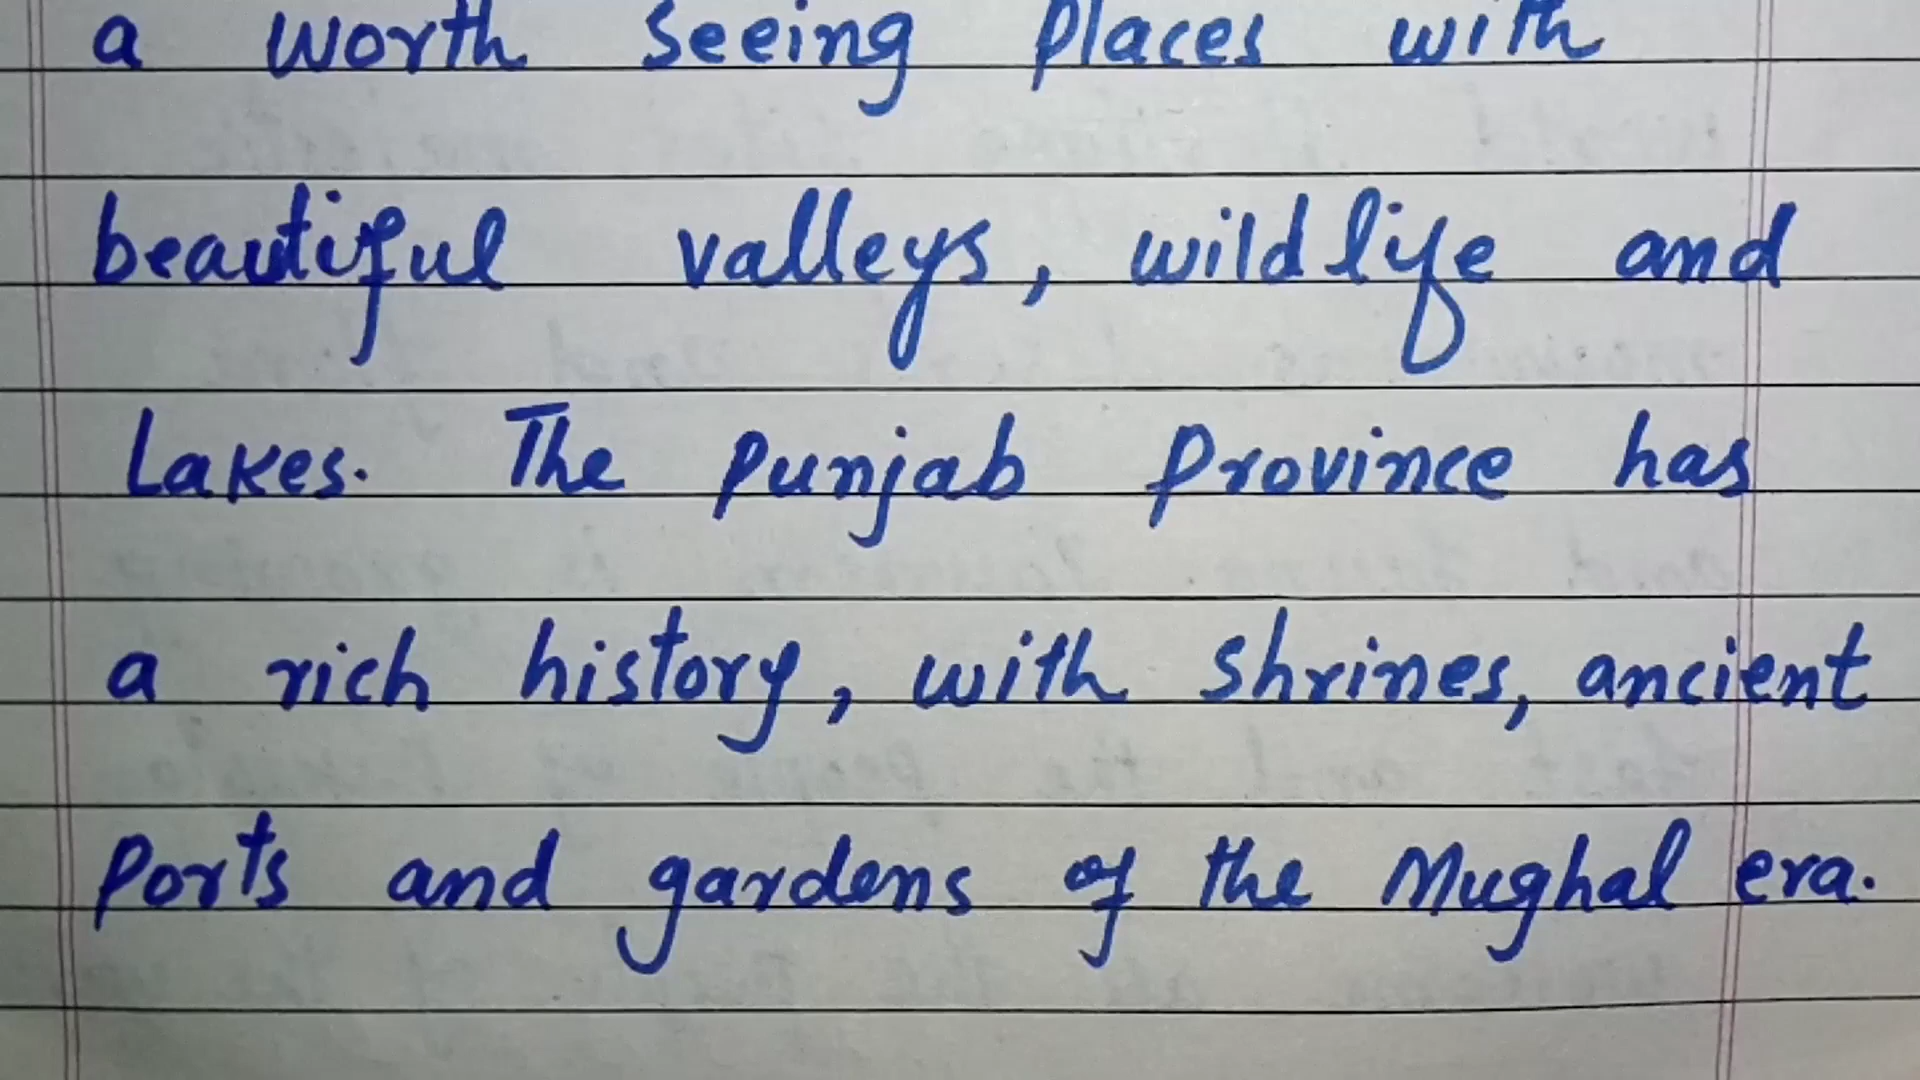 a worth seeing places with
beautiful valleys, wildlife and
Lakes. The Punjab Province has
a rich history, with shrines, ancient
Ports and gardens of the Mughal era.